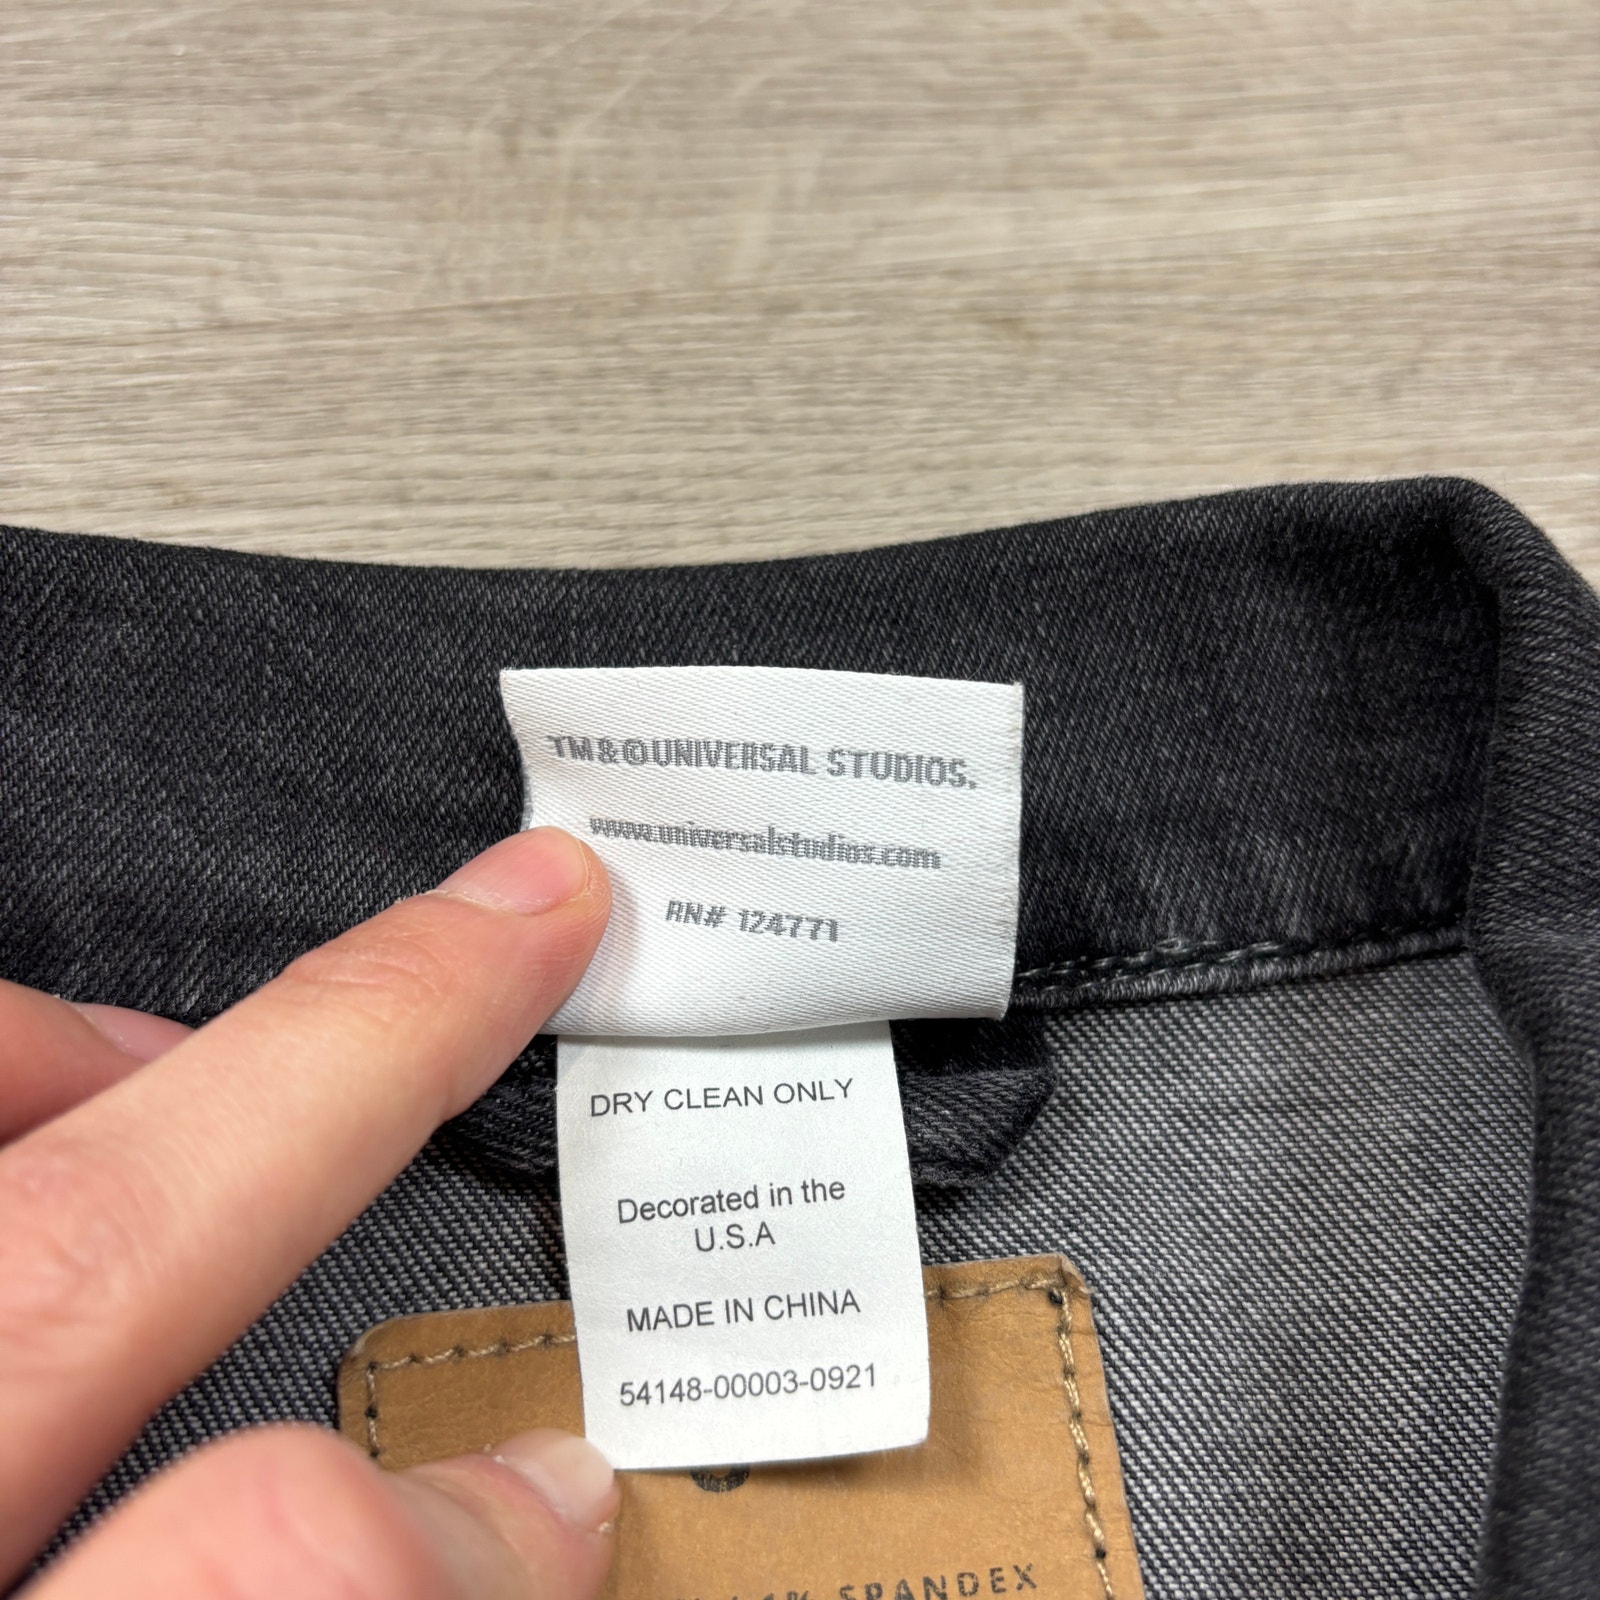 TM & © UNIVERSAL STUDIOS.
www.universalstudios.com
RN# 124771
DRY CLEAN ONLY
Decorated in the
U.S.A
MADE IN CHINA
54148-00003-0921
SPANDEX